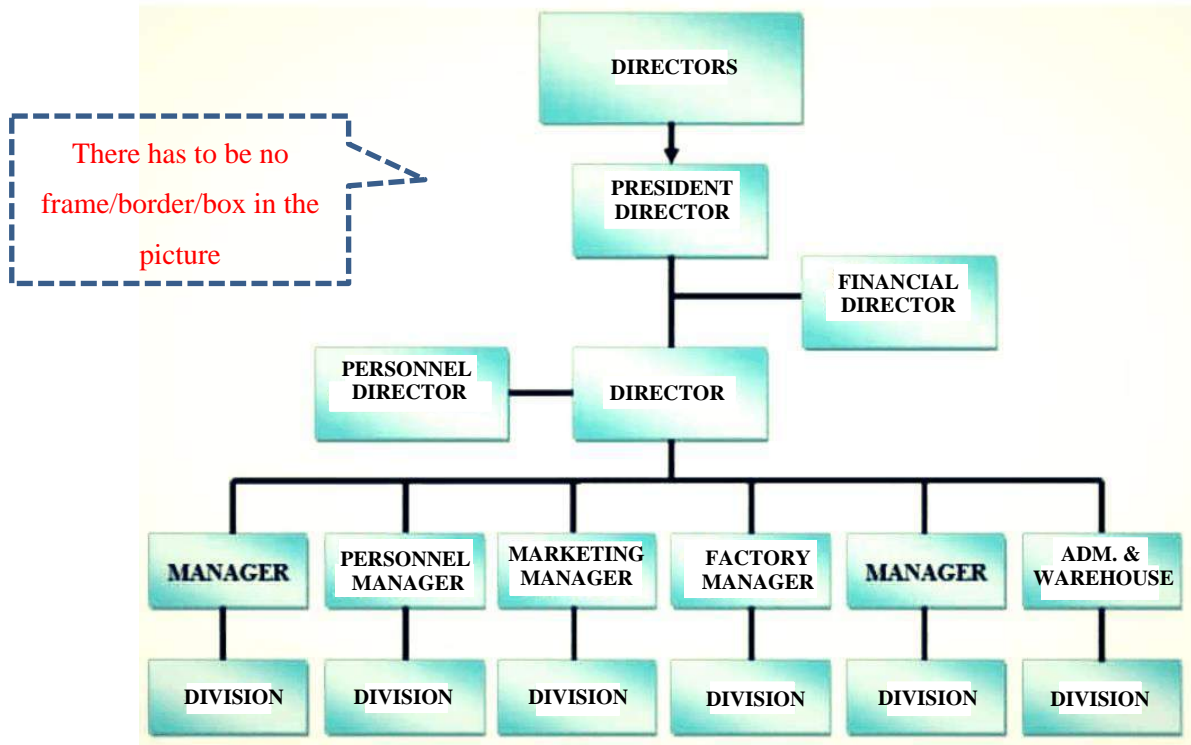 DIRECTORS
There has to be no
frame/border/box in the
picture
PRESIDENT
DIRECTOR
FINANCIAL
DIRECTOR
PERSONNEL
DIRECTOR
DIRECTOR
MANAGER
PERSONNEL
MANAGER
MARKETING
MANAGER
FACTORY
MANAGER
MANAGER
ADM. &
WAREHOUSE
DIVISION
DIVISION
DIVISION
DIVISION
DIVISION
DIVISION